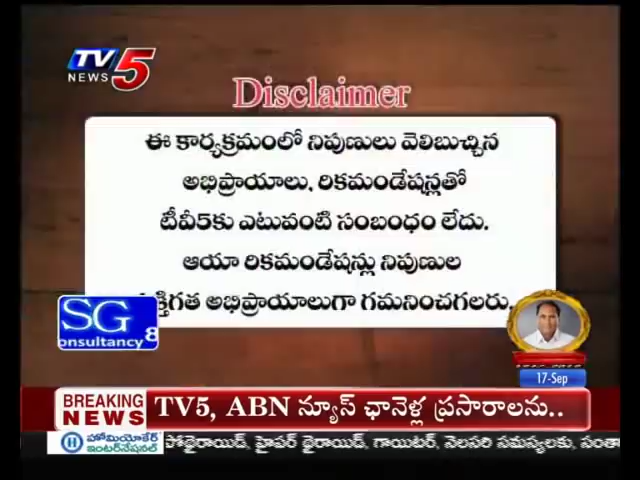 TV5
NEWS
Disclaimer
ఈ కార్యక్రమంలో నిపుణులు వెలిబుచ్చిన
అభిప్రాయాలు, రికమండేషన్లతో
టీవీ5కు ఎటువంటి సంబంధం లేదు.
ఆయా రికమండేషన్లు నిపుణుల
అభిప్రాయాలుగా గమనించగలరు.
SG
onsultancy 8
17-Sep
BREAKING
NEWS
TV5, ABN న్యూస్ ఛానెళ్ల ప్రసారాలను..
హోమియోకేర్
ఇంటర్నేషనల్
హైపర్ థైరాయిడ్, గాయిటర్, నెలసరి సమస్యలకు, సంతా